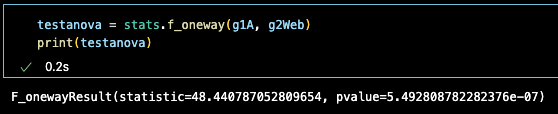 testanova = stats.f_oneway(g1A, g2Web)
print(testanova)
0.2s
F_onewayResult(statistic=48.440787052809654, pvalue=5.492808782282376e-07)